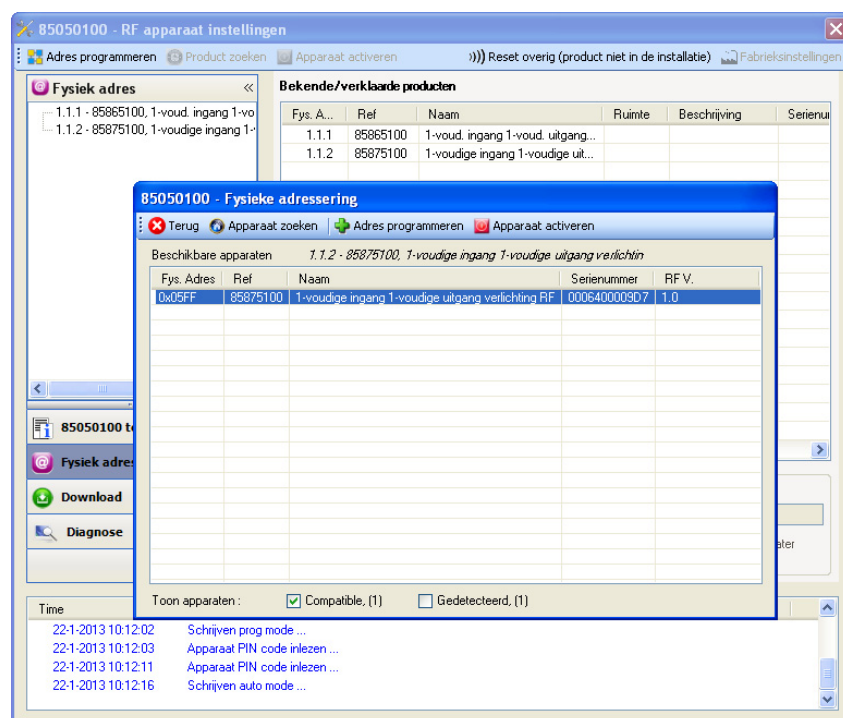 85050100 - RF apparaat instellingen
Adres programmeren Product zoeken Apparaat activeren Reset overig (product niet in de installatie) Fabrieksinstellingen
Fysiek adres
1.1.1 - 85865100, 1-voud. ingang 1-vo
1.1.2 - 85875100, 1-voudige ingang 1-
Bekende/verklaarde producten
Fys. A... Ref Naam Ruimte Beschrijving Serienu
1.1.1 85865100 1-voud. ingang 1-voud. uitgang...
1.1.2 85875100 1-voudige ingang 1-voudige uit...
85050100 - Fysieke adressering
Terug Apparaat zoeken Adres programmeren Apparaat activeren
Beschikbare apparaten 1.1.2 - 85875100, 1-voudige ingang 1-voudige uitgang verlichtin
Fys. Adres Ref Naam Serienummer RF V.
0x05FF 85875100 1-voudige ingang 1-voudige uitgang verlichting RF 0006400009D7 1.0
Toon apparaten : Compatible, (1) Gedetecteerd, (1)
85050100 t
Fysiek adre
Download
Diagnose
ater
Time
22-1-2013 10:12:02 Schrijven prog mode ...
22-1-2013 10:12:03 Apparaat PIN code inlezen ...
22-1-2013 10:12:11 Apparaat PIN code inlezen ...
22-1-2013 10:12:16 Schrijven auto mode ...